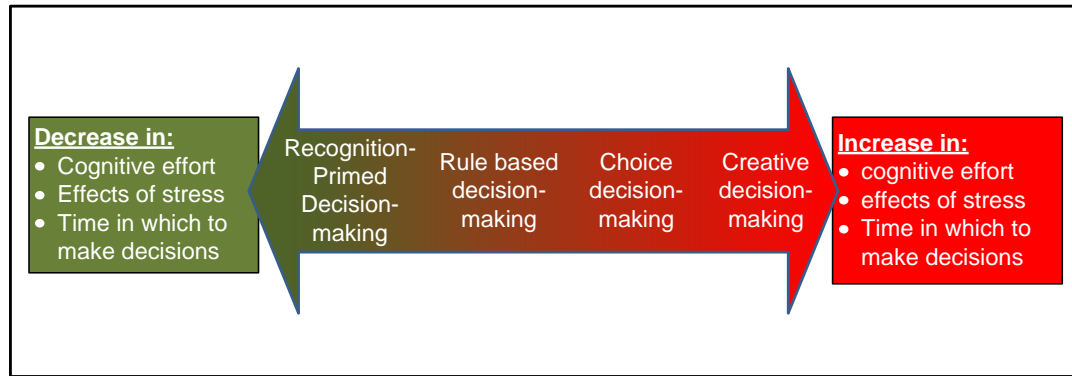 Decrease in:
• Cognitive effort
• Effects of stress
• Time in which to
make decisions
Recognition-
Primed
Decision-
making
Rule based
decision-
making
Choice
decision-
making
Creative
decision-
making
Increase in:
• cognitive effort
• effects of stress
• Time in which to
make decisions